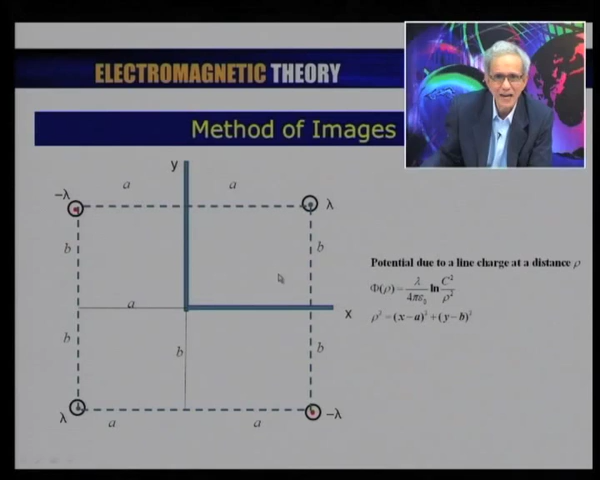 ELECTROMAGNETIC THEORY
Method of Images
y
a a
-λ λ
b b
Potential due to a line charge at a distance ρ
Φ(ρ)= λ/4πε₀ ln C²/ρ²
a
x
ρ²=(x−a)²+(y−b)²
b b b
λ −λ
a a